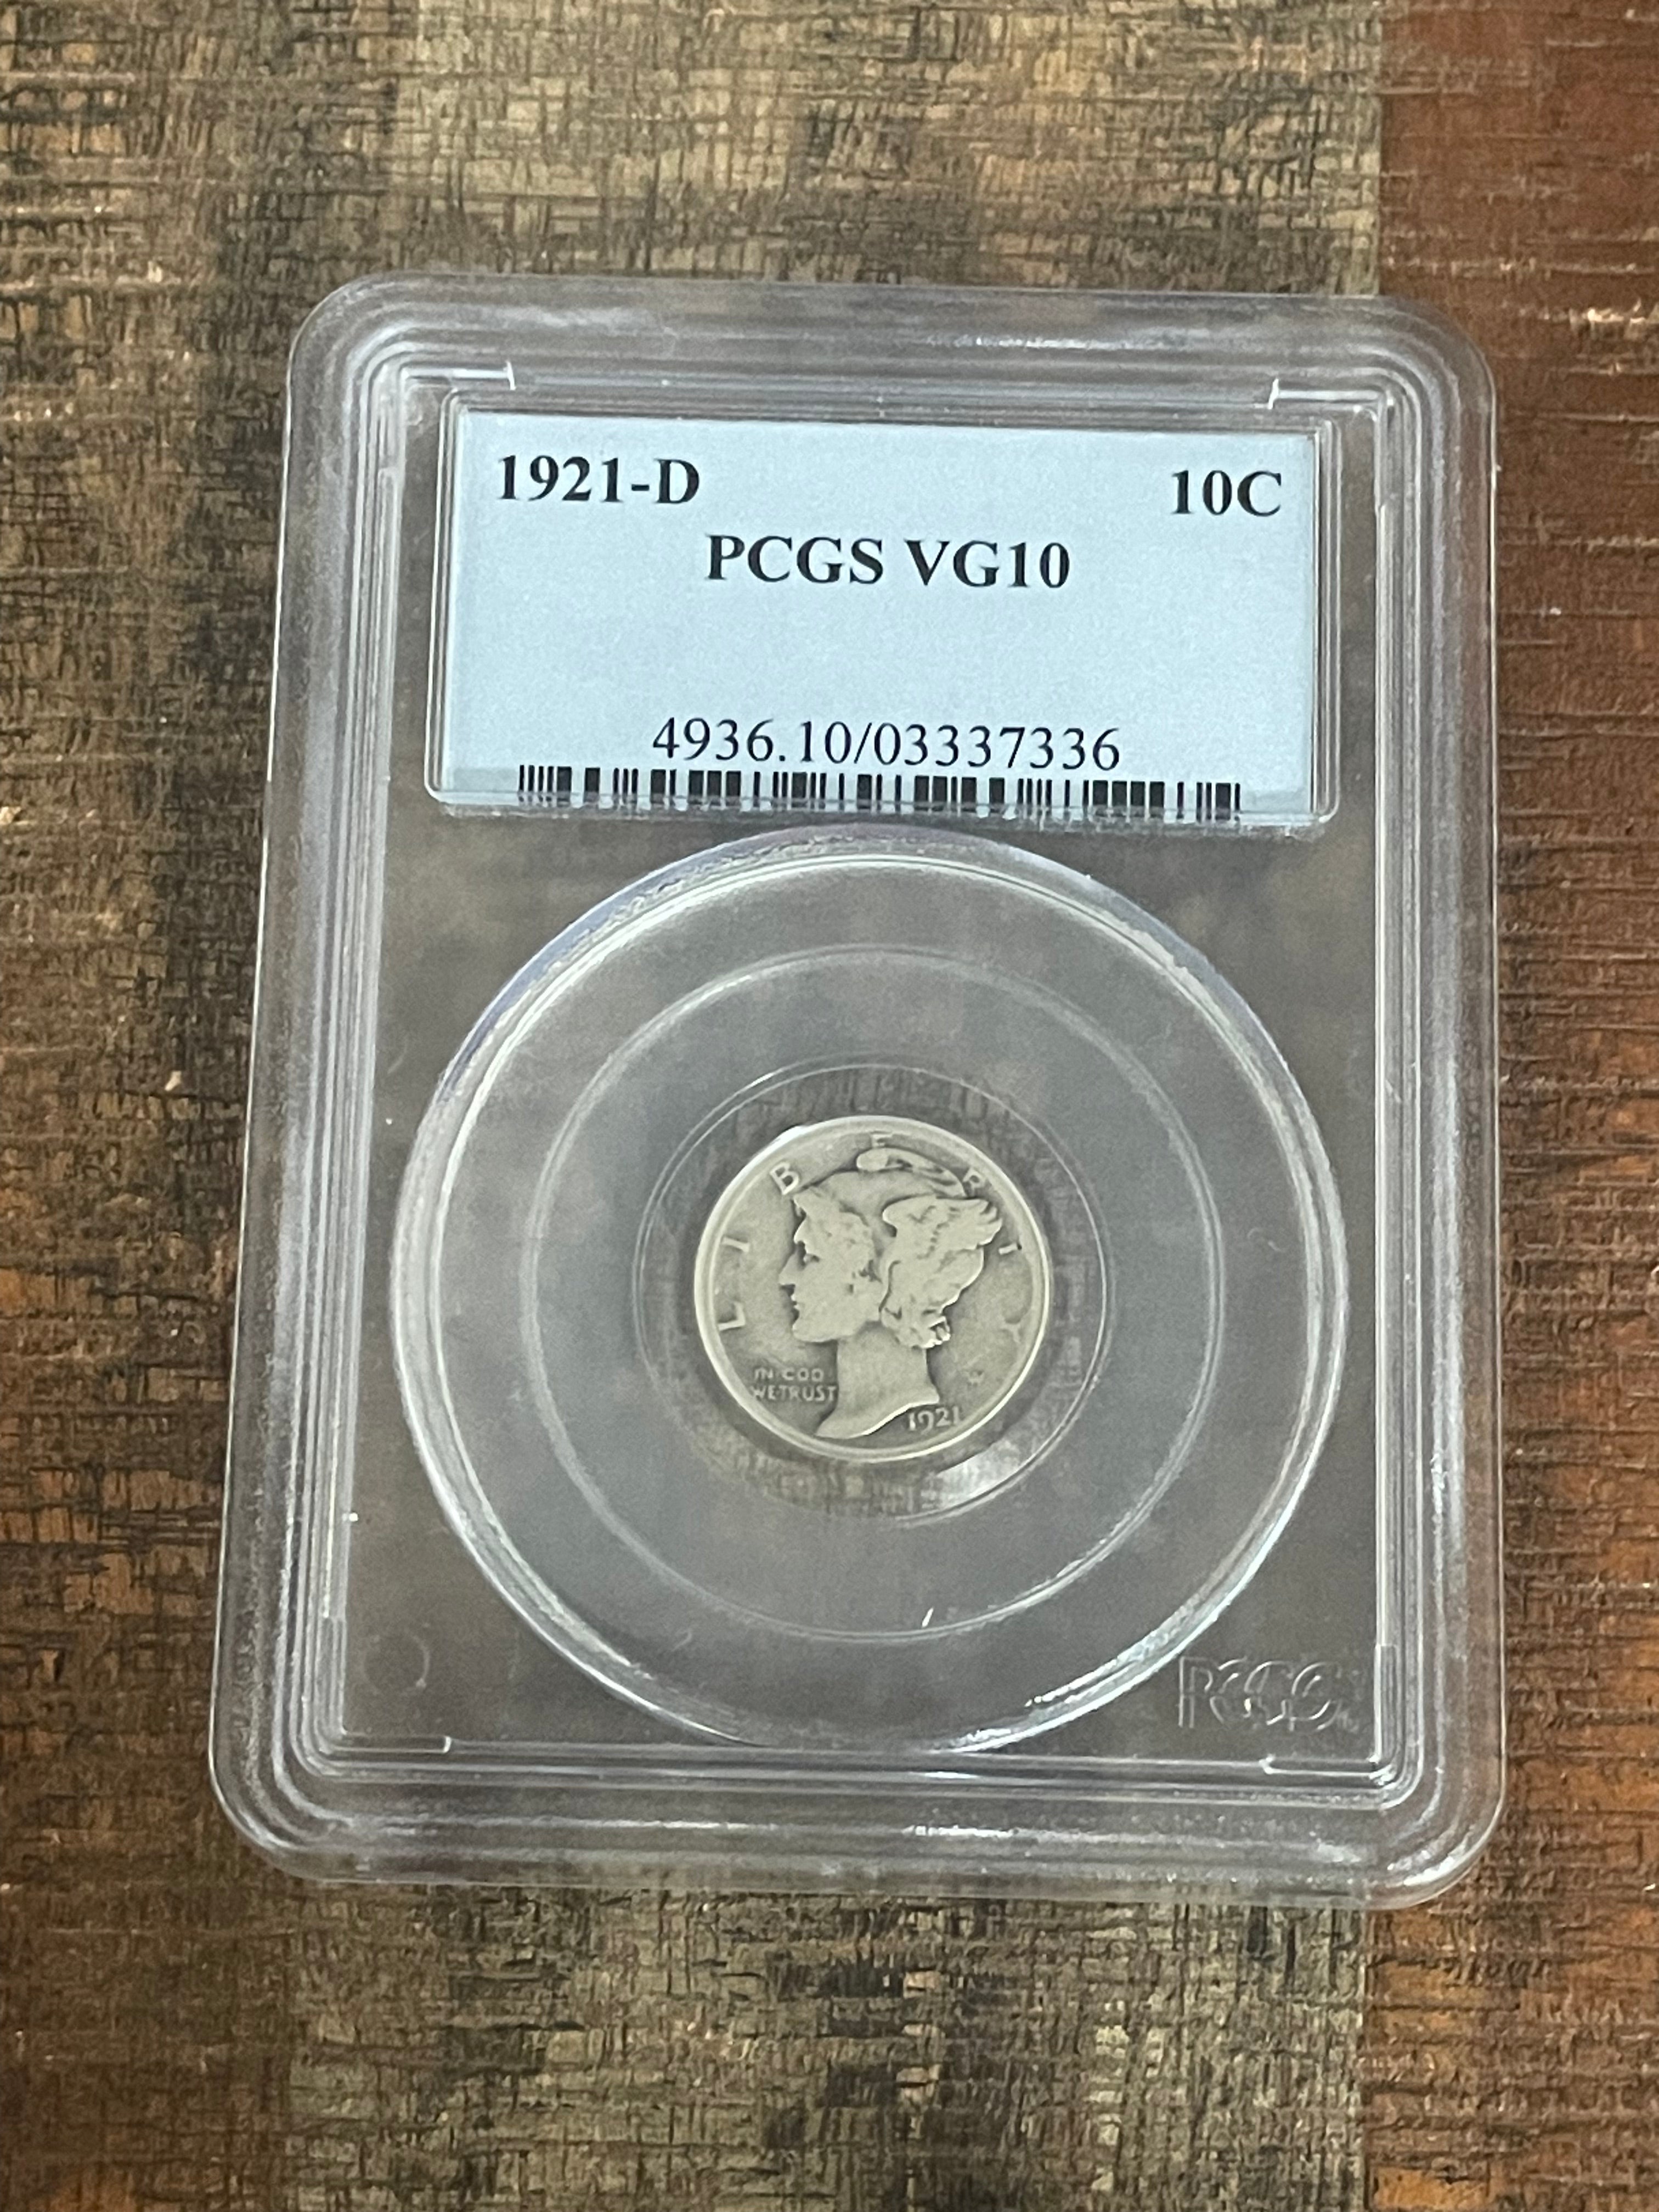 1921-D 10C
PCGS VG10
4936.10/03337336
LIBERTY
IN GOD
WE TRUST
1921
PCGS